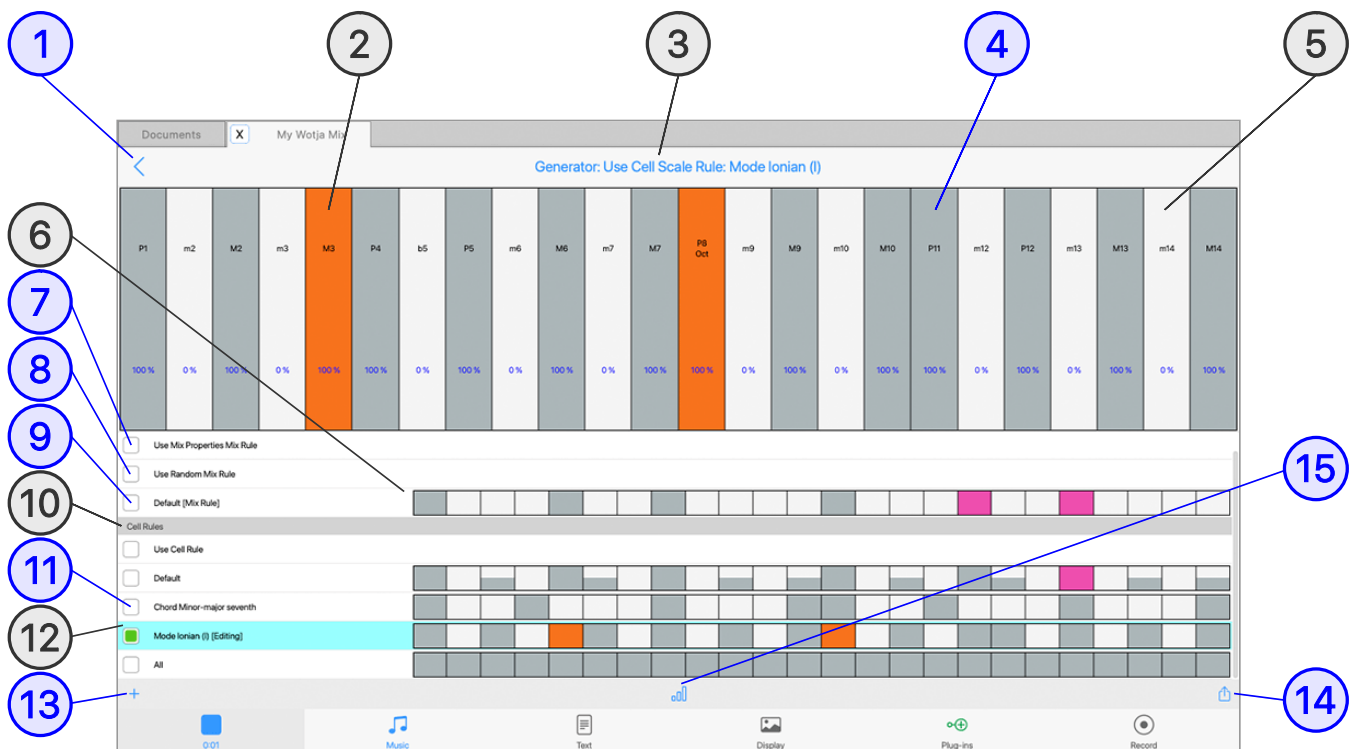 1 2 3 4 5
Documents X My Wotja Mix
Generator: Use Cell Scale Rule: Mode Ionian (I)
P1 m2 M2 m3 M3 P4 b5 P5 m6 M6 m7 M7 P8 Oct m9 M9 m10 M10 P11 m12 P12 m13 M13 m14 M14
6
7
8
100 % 0 % 100 % 0 % 100 % 100 % 0 % 100 % 0 % 100 % 0 % 100 % 100 % 0 % 100 % 0 % 100 % 100 % 0 % 100 % 0 % 100 % 0 % 100 %
9
Use Mix Properties Mix Rule
15
Use Random Mix Rule
10
Default [Mix Rule]
Cell Rules
Use Cell Rule
11
Default
Chord Minor-major seventh
12
Mode Ionian (I) [Editing]
All
13 + 14
0:01 Music Text Display Plug-ins Record